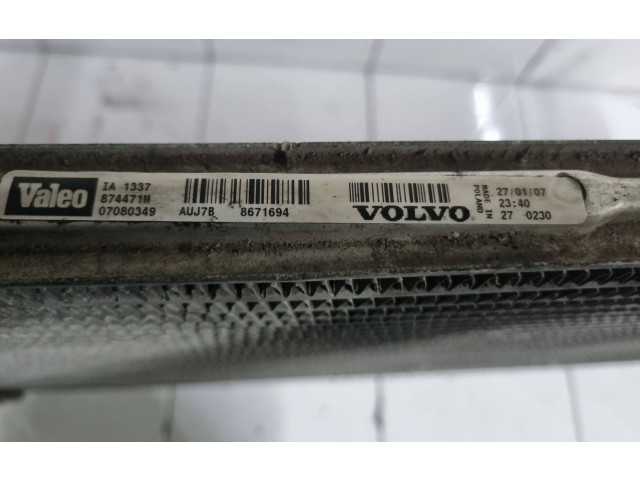 Valeo
IA 1337
874471M
07080349
AUJ7B 8671694
VOLVO
MADE IN
POLAND
27/01/07
23:40
27 0230